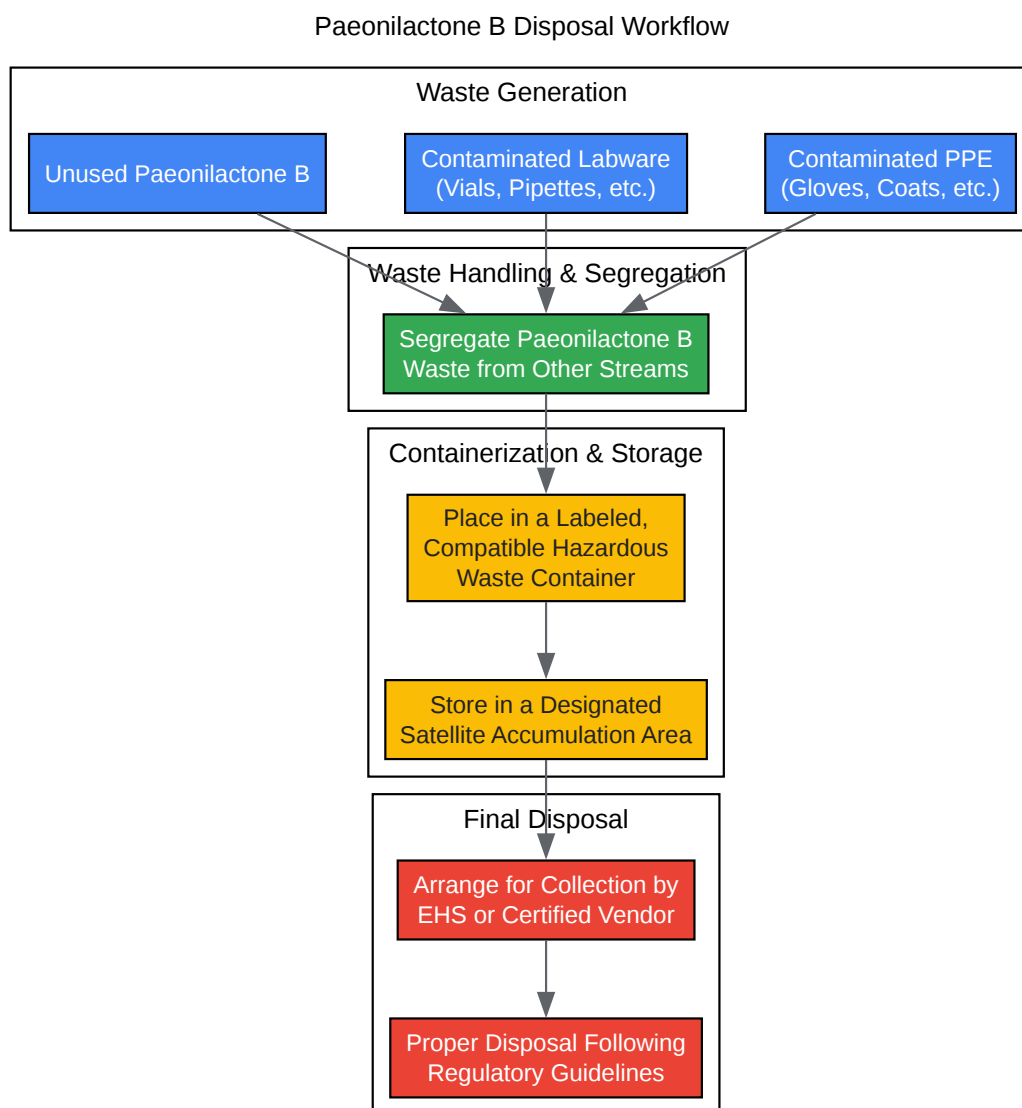 Paeonilactone B Disposal Workflow
Waste Generation
Unused Paeonilactone B
Contaminated Labware
(Vials, Pipettes, etc.)
Contaminated PPE
(Gloves, Coats, etc.)
Waste Handling & Segregation
Segregate Paeonilactone B
Waste from Other Streams
Containerization & Storage
Place in a Labeled,
Compatible Hazardous
Waste Container
Store in a Designated
Satellite Accumulation Area
Final Disposal
Arrange for Collection by
EHS or Certified Vendor
Proper Disposal Following
Regulatory Guidelines